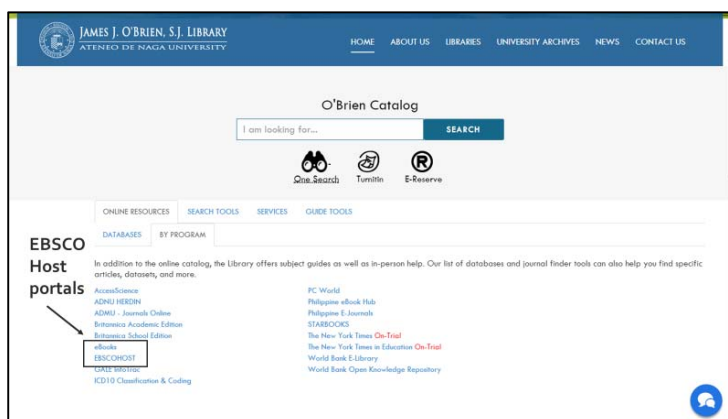 JAMES J. O'BRIEN, S.J. LIBRARY
ATENEO DE NAGA UNIVERSITY
HOME ABOUT US LIBRARIES UNIVERSITY ARCHIVES NEWS CONTACT US
O'Brien Catalog
I am looking for... SEARCH
One Search Turnitin E-Reserve
ONLINE RESOURCES SEARCH TOOLS SERVICES GUIDE TOOLS
DATABASES BY PROGRAM
EBSCO
Host
portals
In addition to the online catalog, the Library offers subject guides as well as in-person help. Our list of databases and journal finder tools can also help you find specific
articles, datasets, and more.
AccessScience
ADNU HERDIN
ADMU - Journals Online
Britannica Academic Edition
Britannica School Edition
eBooks
EBSCOHOST
GALE InfoTrac
ICD10 Classification & Coding
PC World
Philippine eBook Hub
Philippine E-Journals
STARBOOKS
The New York Times On-Trial
The New York Times in Education On-Trial
World Bank E-Library
World Bank Open Knowledge Repository